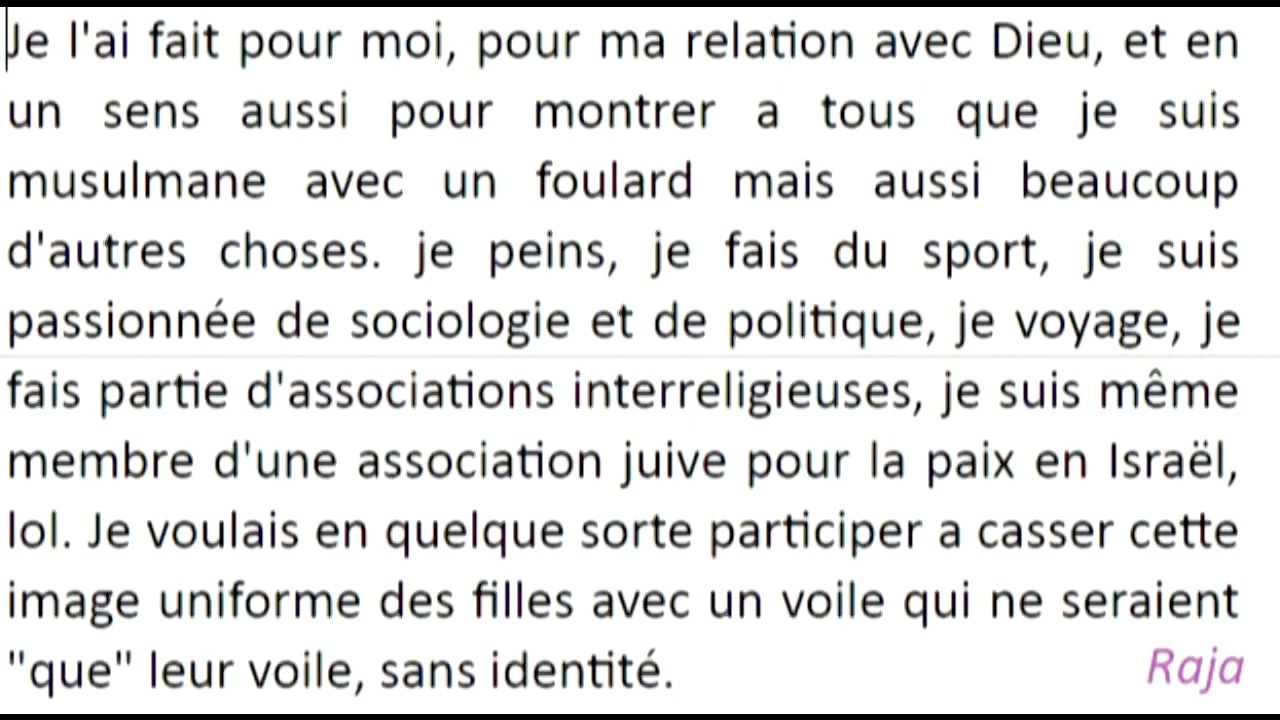 Je l'ai fait pour moi, pour ma relation avec Dieu, et en
un sens aussi pour montrer a tous que je suis
musulmane avec un foulard mais aussi beaucoup
d'autres choses. je peins, je fais du sport, je suis
passionnée de sociologie et de politique, je voyage, je
fais partie d'associations interreligieuses, je suis même
membre d'une association juive pour la paix en Israël,
lol. Je voulais en quelque sorte participer a casser cette
image uniforme des filles avec un voile qui ne seraient
"que" leur voile, sans identité.
Raja